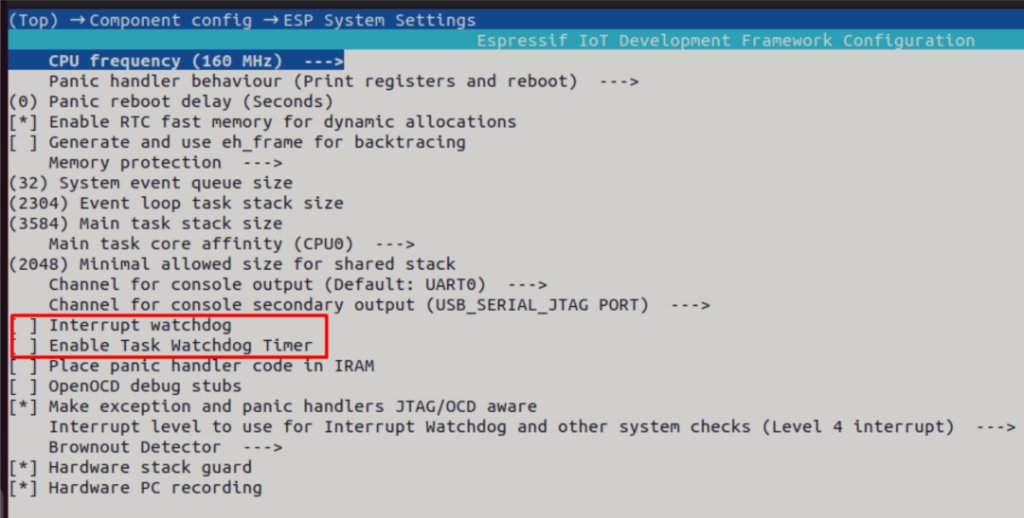 (Top) → Component config → ESP System Settings
Espressif IoT Development Framework Configuration
CPU frequency (160 MHz)  --->
Panic handler behaviour (Print registers and reboot)  --->
(0) Panic reboot delay (Seconds)
[*] Enable RTC fast memory for dynamic allocations
[ ] Generate and use eh_frame for backtracing
Memory protection  --->
(32) System event queue size
(2304) Event loop task stack size
(3584) Main task stack size
Main task core affinity (CPU0)  --->
(2048) Minimal allowed size for shared stack
Channel for console output (Default: UART0)  --->
Channel for console secondary output (USB_SERIAL_JTAG PORT)  --->
[ ] Interrupt watchdog
[ ] Enable Task Watchdog Timer
[ ] Place panic handler code in IRAM
[ ] OpenOCD debug stubs
[*] Make exception and panic handlers JTAG/OCD aware
Interrupt level to use for Interrupt Watchdog and other system checks (Level 4 interrupt)  --->
Brownout Detector  --->
[*] Hardware stack guard
[*] Hardware PC recording